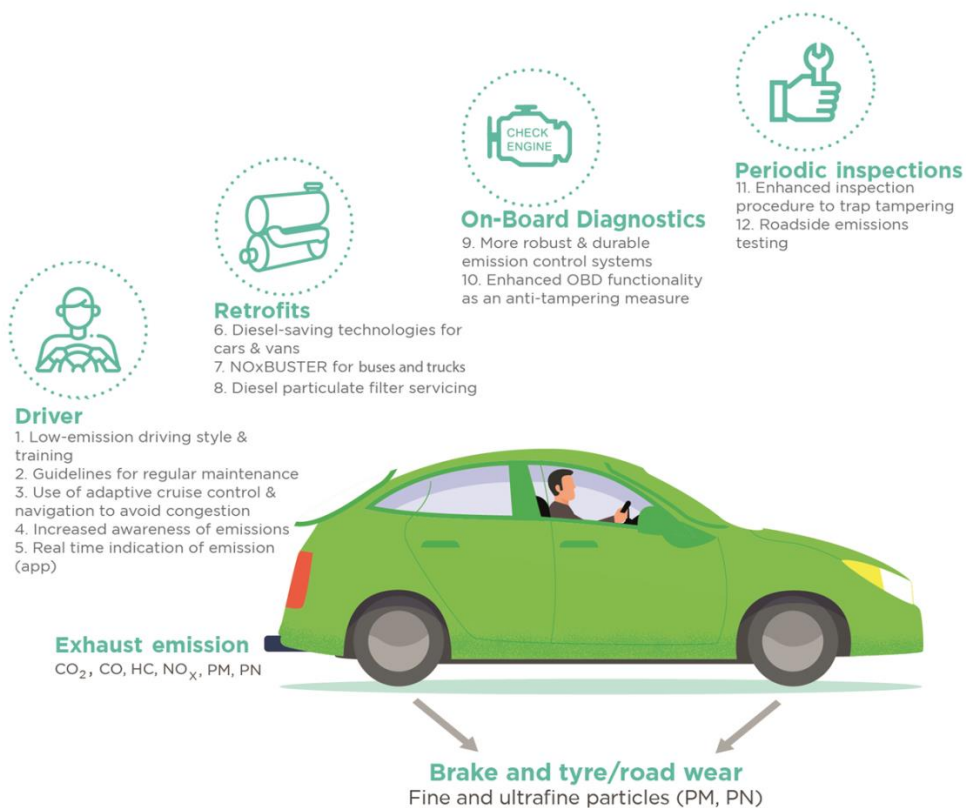 Driver
1. Low-emission driving style &
training
2. Guidelines for regular maintenance
3. Use of adaptive cruise control &
navigation to avoid congestion
4. Increased awareness of emissions
5. Real time indication of emission
(app)
Retrofits
6. Diesel-saving technologies for
cars & vans
7. NOxBUSTER for buses and trucks
8. Diesel particulate filter servicing
CHECK
ENGINE
On-Board Diagnostics
9. More robust & durable
emission control systems
10. Enhanced OBD functionality
as an anti-tampering measure
Periodic inspections
11. Enhanced inspection
procedure to trap tampering
12. Roadside emissions
testing
Exhaust emission
CO₂, CO, HC, NOₓ, PM, PN
Brake and tyre/road wear
Fine and ultrafine particles (PM, PN)